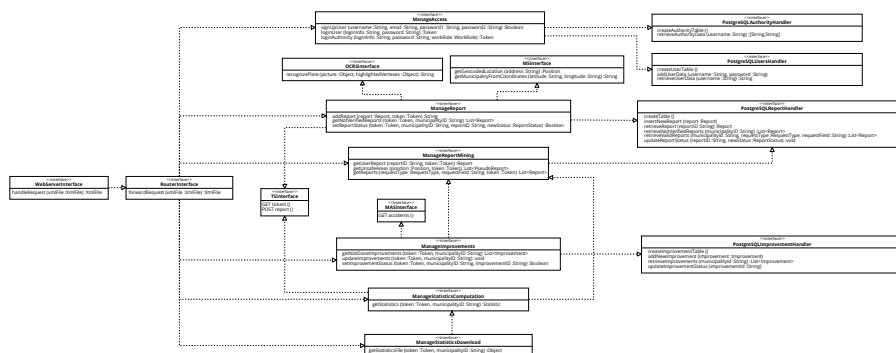 <<interface>>
ManageAccess
signUpUser (username :String, email :String, password1 :String, password2 :String) :Boolean
loginUser (loginInfo :String, password :String) :Token
loginAuthority (loginInfo :String, password :String, workRole :WorkRole) :Token
<<interface>>
PostgreSQLAuthorityHandler
createAuthorityTable ()
retrieveAuthorityData (username :String) :[String;String]
<<interface>>
PostgreSQLUsersHandler
createUserTable ()
addUserData (username :String, password :String)
retrieveUserData (username :String) :String
<<interface>>
OCRSinterface
recognizePlate (picture :Object, highlightedVertexes :Object) :String
<<interface>>
MSinterface
getGeocodedLocation (address :String) :Position
getMunicipalityFromCoordinates (latitude :String, longitude :String) :String
<<interface>>
ManageReport
addReport (report :Report, token :Token) :String
getNotVerifiedReports (token :Token, municipalityID :String) :List<Report>
setReportStatus (token :Token, municipalityID :String, reportID :String, newStatus :ReportStatus) :Boolean
<<interface>>
PostgreSQLReportHandler
createTable ()
insertNewReport (report :Report)
retrieveReport (reportID :String) :Report
retrieveNotVerifiedReports (municipalityID :String) :List<Report>
retrieveValidReports (municipalityID :String, requestType :RequestType, requestField :String) :List<Report>
updateReportStatus (reportID :String, newStatus :ReportStatus) :void
<<interface>>
ManageReportMining
getUserReport (reportID :String, token :Token) :Report
getUnsafeAreas (position :Position, token :Token) :List<PseudoReport>
getReports (requestType :RequestType, requestField :String, token :Token) :List<Report>
<<interface>>
WebServerInterface
handleRequest (xmlFile :XmlFile) :XmlFile
<<interface>>
RouterInterface
forwardRequest (xmlFile :XmlFile) :XmlFile
<<interface>>
TSinterface
GET tickets ()
POST report ()
<<interface>>
MASinterface
GET accidents ()
<<interface>>
ManageImprovements
getNotDoneImprovements (token :Token, municipalityID :String) :List<Improvement>
updateImprovements (token :Token, municipalityID :String) :void
setImprovementStatus (token :Token, municipalityID :String, improvementID :String) :Boolean
<<interface>>
PostgreSQLImprovementHandler
createImprovementTable ()
addNewImprovement (improvement :Improvement)
retrieveImprovements (municipalityId :String) :List<Improvement>
updateImprovementStatus (improvementId :String)
<<interface>>
ManageStatisticsComputation
getStatistics (token :Token, municipalityID :String) :Statistic
<<interface>>
ManageStatisticsDownload
getStatisticsFile (token :Token, municipalityID :String) :Object